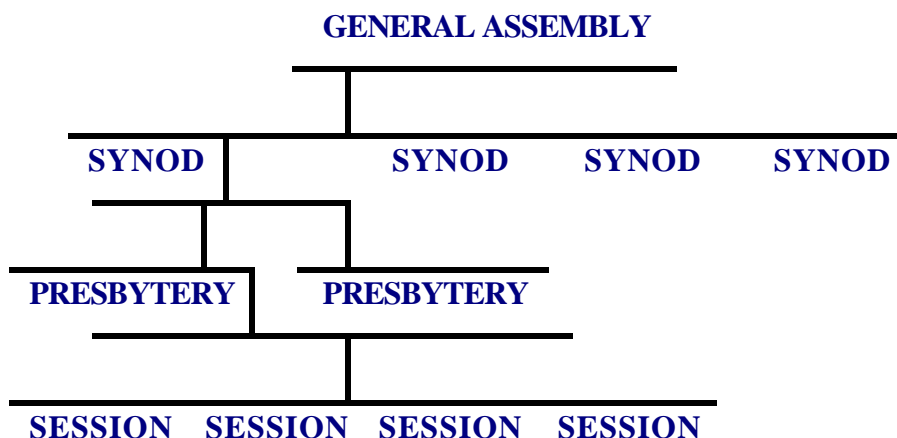 GENERAL ASSEMBLY
SYNOD SYNOD SYNOD SYNOD
PRESBYTERY PRESBYTERY
SESSION SESSION SESSION SESSION